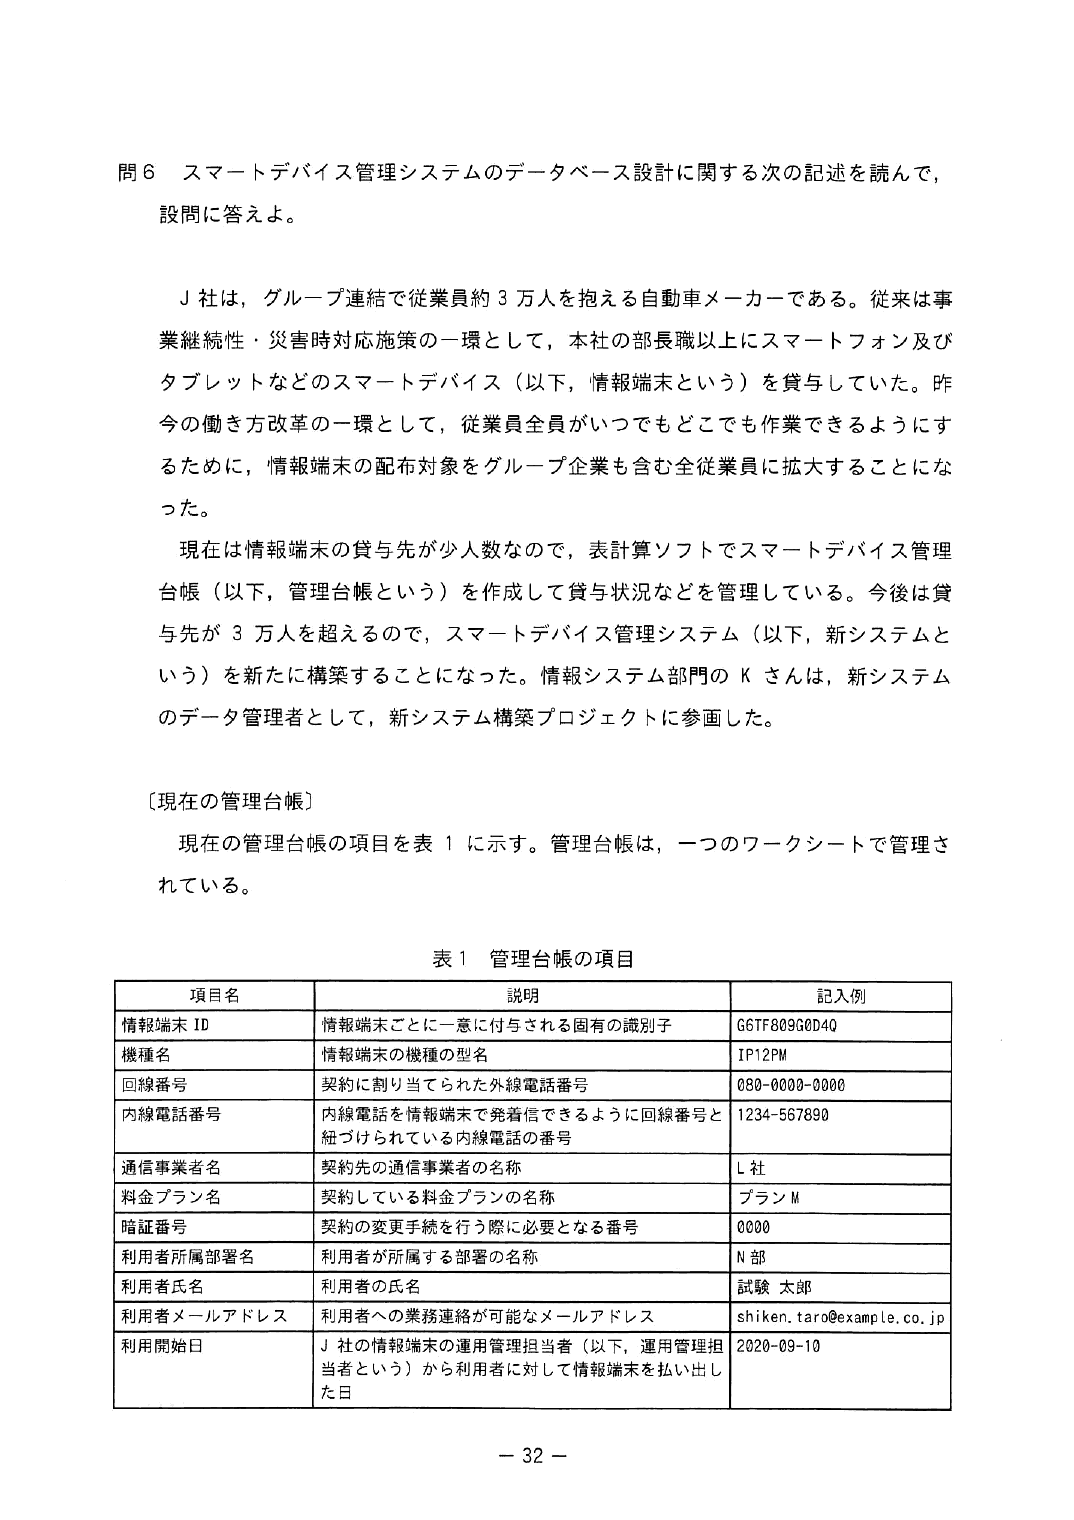 問6 スマートデバイス管理システムのデータベース設計に関する次の記述を読んで，
設問に答えよ。
J 社は，グループ連結で従業員約 3 万人を抱える自動車メーカーである。従来は事
業継続性・災害時対応施策の一環として，本社の部長職以上にスマートフォン及び
タブレットなどのスマートデバイス（以下，情報端末という）を貸与していた。昨
今の働き方改革の一環として，従業員全員がいつでもどこでも作業できるようにす
るために，情報端末の配布対象をグループ企業も含む全従業員に拡大することにな
った。
現在は情報端末の貸与先が少人数なので，表計算ソフトでスマートデバイス管理
台帳（以下，管理台帳という）を作成して貸与状況などを管理している。今後は貸
与先が 3 万人を超えるので，スマートデバイス管理システム（以下，新システムと
いう）を新たに構築することになった。情報システム部門の K さんは，新システム
のデータ管理者として，新システム構築プロジェクトに参画した。
〔現在の管理台帳〕
現在の管理台帳の項目を表 1 に示す。管理台帳は，一つのワークシートで管理さ
れている。
表1 管理台帳の項目
項目名 説明 記入例
情報端末 ID 情報端末ごとに一意に付与される固有の識別子 G6TF809G0D4Q
機種名 情報端末の機種の型名 IP12PM
回線番号 契約に割り当てられた外線電話番号 080-0000-0000
内線電話番号 内線電話を情報端末で発着信できるように回線番号と 1234-567890
紐づけられている内線電話の番号
通信事業者名 契約先の通信事業者の名称 L 社
料金プラン名 契約している料金プランの名称 プラン M
暗証番号 契約の変更手続を行う際に必要となる番号 0000
利用者所属部署名 利用者が所属する部署の名称 N 部
利用者氏名 利用者の氏名 試験 太郎
利用者メールアドレス 利用者への業務連絡が可能なメールアドレス shiken.taro@example.co.jp
利用開始日 J 社の情報端末の運用管理担当者（以下，運用管理担 2020-09-10
当者という）から利用者に対して情報端末を払い出し
た日
－ 32 －